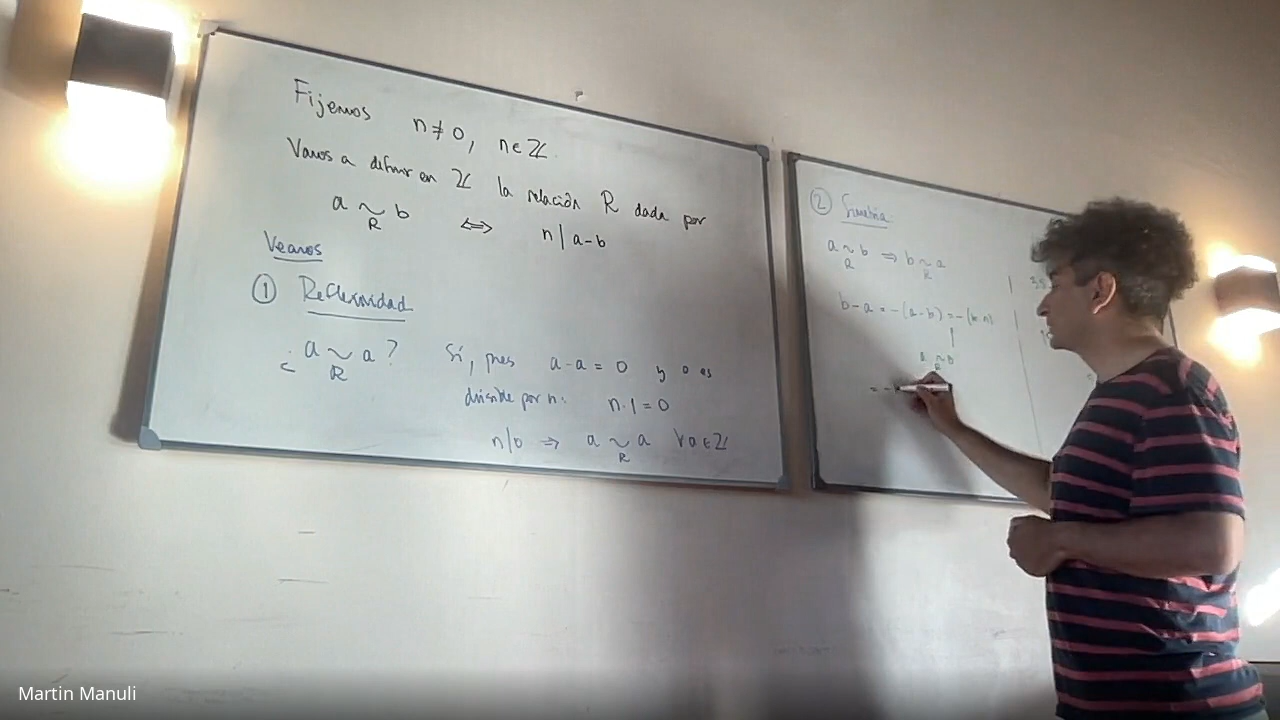 Fijemos n ≠ 0, n ∈ ℤ.
Vamos a definir en ℤ la relación R dada por
a ~ b ⟺ n | a-b
R
Veamos
① Reflexividad
¿ a ~ a ? Sí, pues a-a = 0 y 0 es
R
divisible por n: = 0
n|0 ⇒ a ~ a ∀a ∈ ℤ
R
② Simetría
a ~ b ⇒ b ~ a
R R
b-a = -(a-b) = -(k.n)
a ~ b
R
= -
Martin Manuli